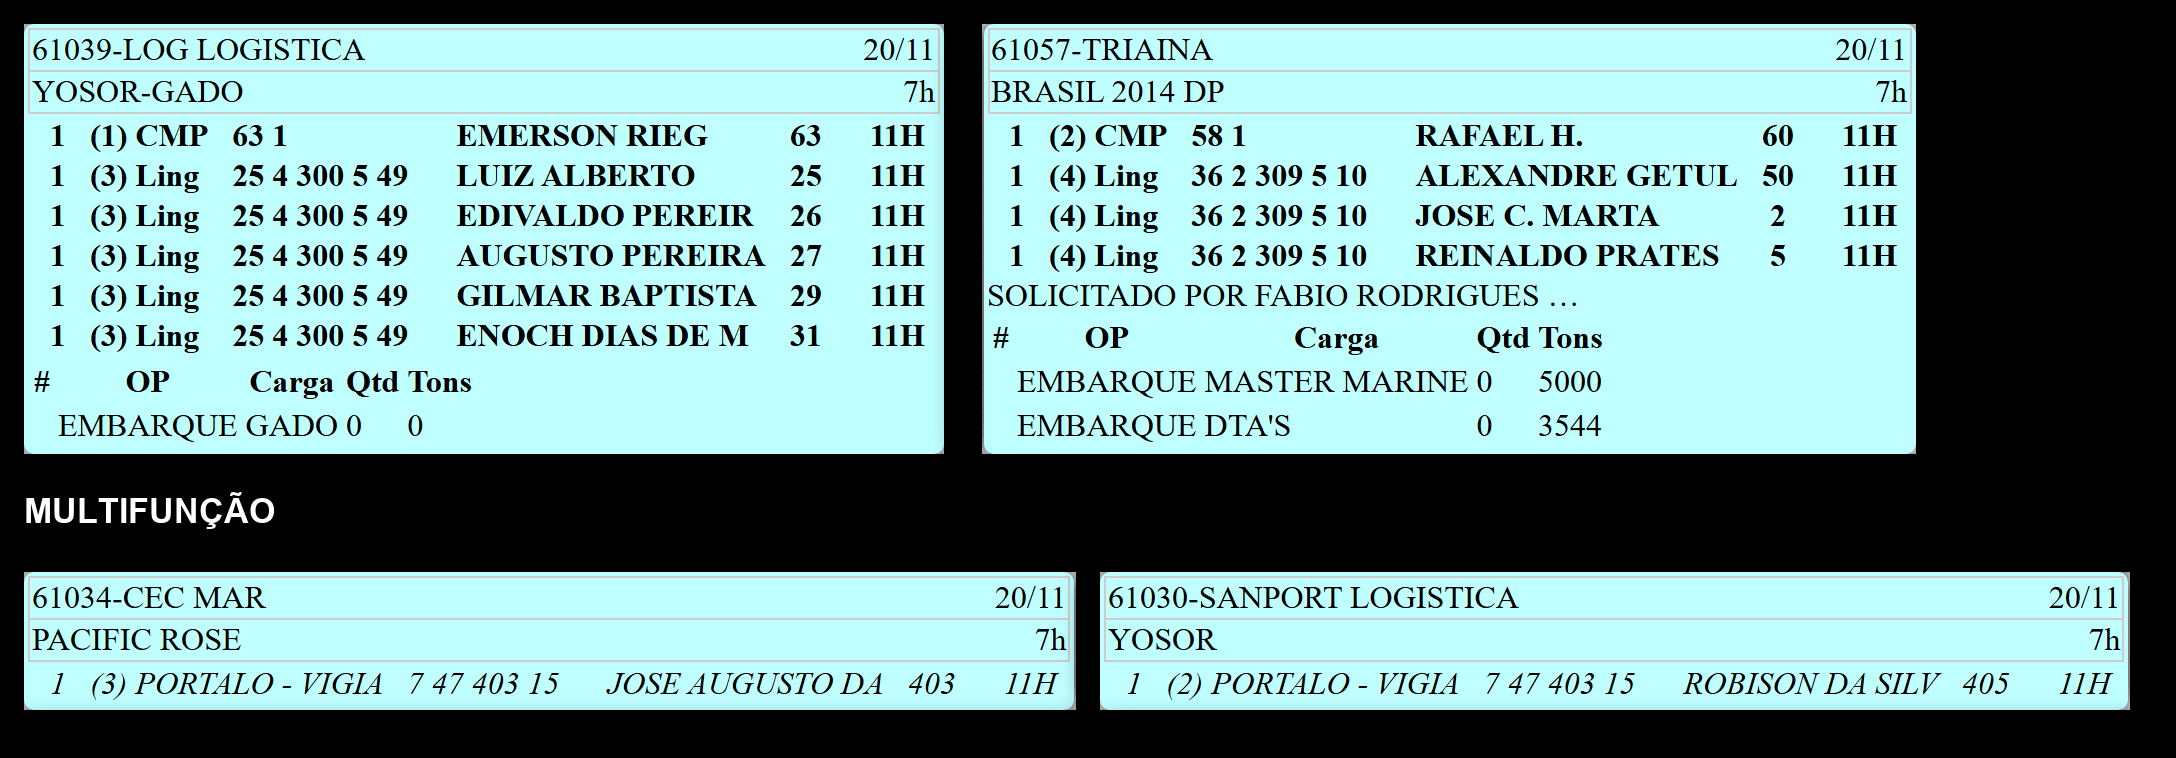 61039-LOG LOGISTICA 20/11
YOSOR-GADO 7h
1 (1) CMP 63 1 EMERSON RIEG 63 11H
1 (3) Ling 25 4 300 5 49 LUIZ ALBERTO 25 11H
1 (3) Ling 25 4 300 5 49 EDIVALDO PEREIR 26 11H
1 (3) Ling 25 4 300 5 49 AUGUSTO PEREIRA 27 11H
1 (3) Ling 25 4 300 5 49 GILMAR BAPTISTA 29 11H
1 (3) Ling 25 4 300 5 49 ENOCH DIAS DE M 31 11H
# OP Carga Qtd Tons
EMBARQUE GADO 0 0
61057-TRIAINA 20/11
BRASIL 2014 DP 7h
1 (2) CMP 58 1 RAFAEL H. 60 11H
1 (4) Ling 36 2 309 5 10 ALEXANDRE GETUL 50 11H
1 (4) Ling 36 2 309 5 10 JOSE C. MARTA 2 11H
1 (4) Ling 36 2 309 5 10 REINALDO PRATES 5 11H
SOLICITADO POR FABIO RODRIGUES …
# OP Carga Qtd Tons
EMBARQUE MASTER MARINE 0 5000
EMBARQUE DTA'S 0 3544
MULTIFUNÇÃO
61034-CEC MAR 20/11
PACIFIC ROSE 7h
1 (3) PORTALO - VIGIA 7 47 403 15 JOSE AUGUSTO DA 403 11H
61030-SANPORT LOGISTICA 20/11
YOSOR 7h
1 (2) PORTALO - VIGIA 7 47 403 15 ROBISON DA SILV 405 11H